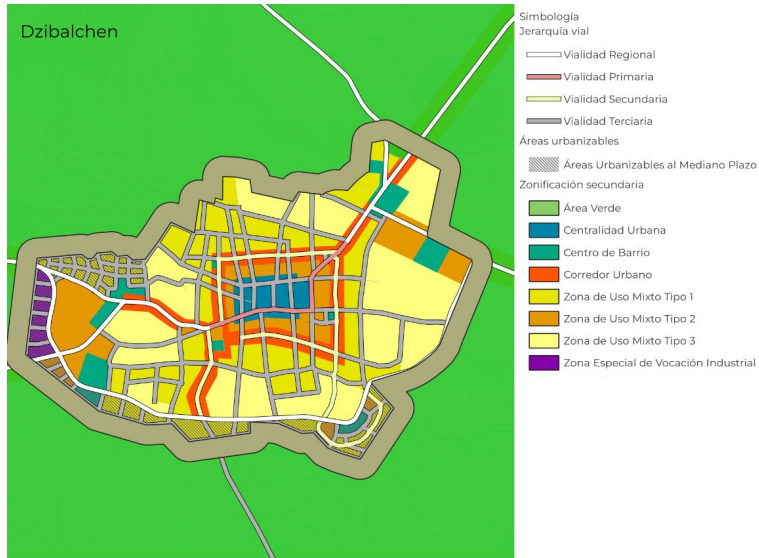 Dzibalchen
Simbología
Jerarquía vial
Vialidad Regional
Vialidad Primaria
Vialidad Secundaria
Vialidad Terciaria
Áreas urbanizables
Áreas Urbanizables al Mediano Plazo
Zonificación secundaria
Área Verde
Centralidad Urbana
Centro de Barrio
Corredor Urbano
Zona de Uso Mixto Tipo 1
Zona de Uso Mixto Tipo 2
Zona de Uso Mixto Tipo 3
Zona Especial de Vocación Industrial